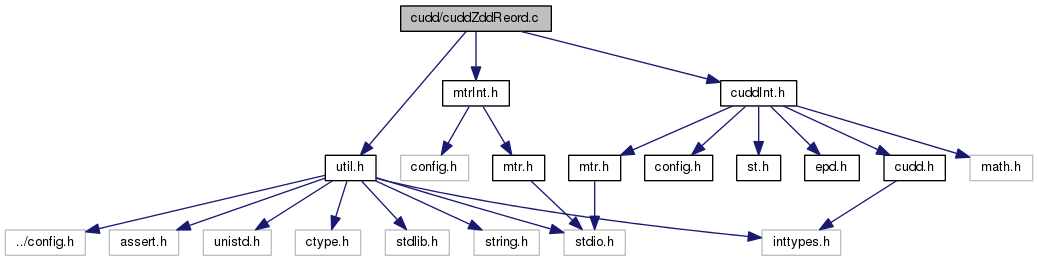 cudd/cuddZddReord.c
mtrInt.h
cuddInt.h
util.h
config.h
mtr.h
mtr.h
config.h
st.h
epd.h
cudd.h
math.h
../config.h
assert.h
unistd.h
ctype.h
stdlib.h
string.h
stdio.h
inttypes.h